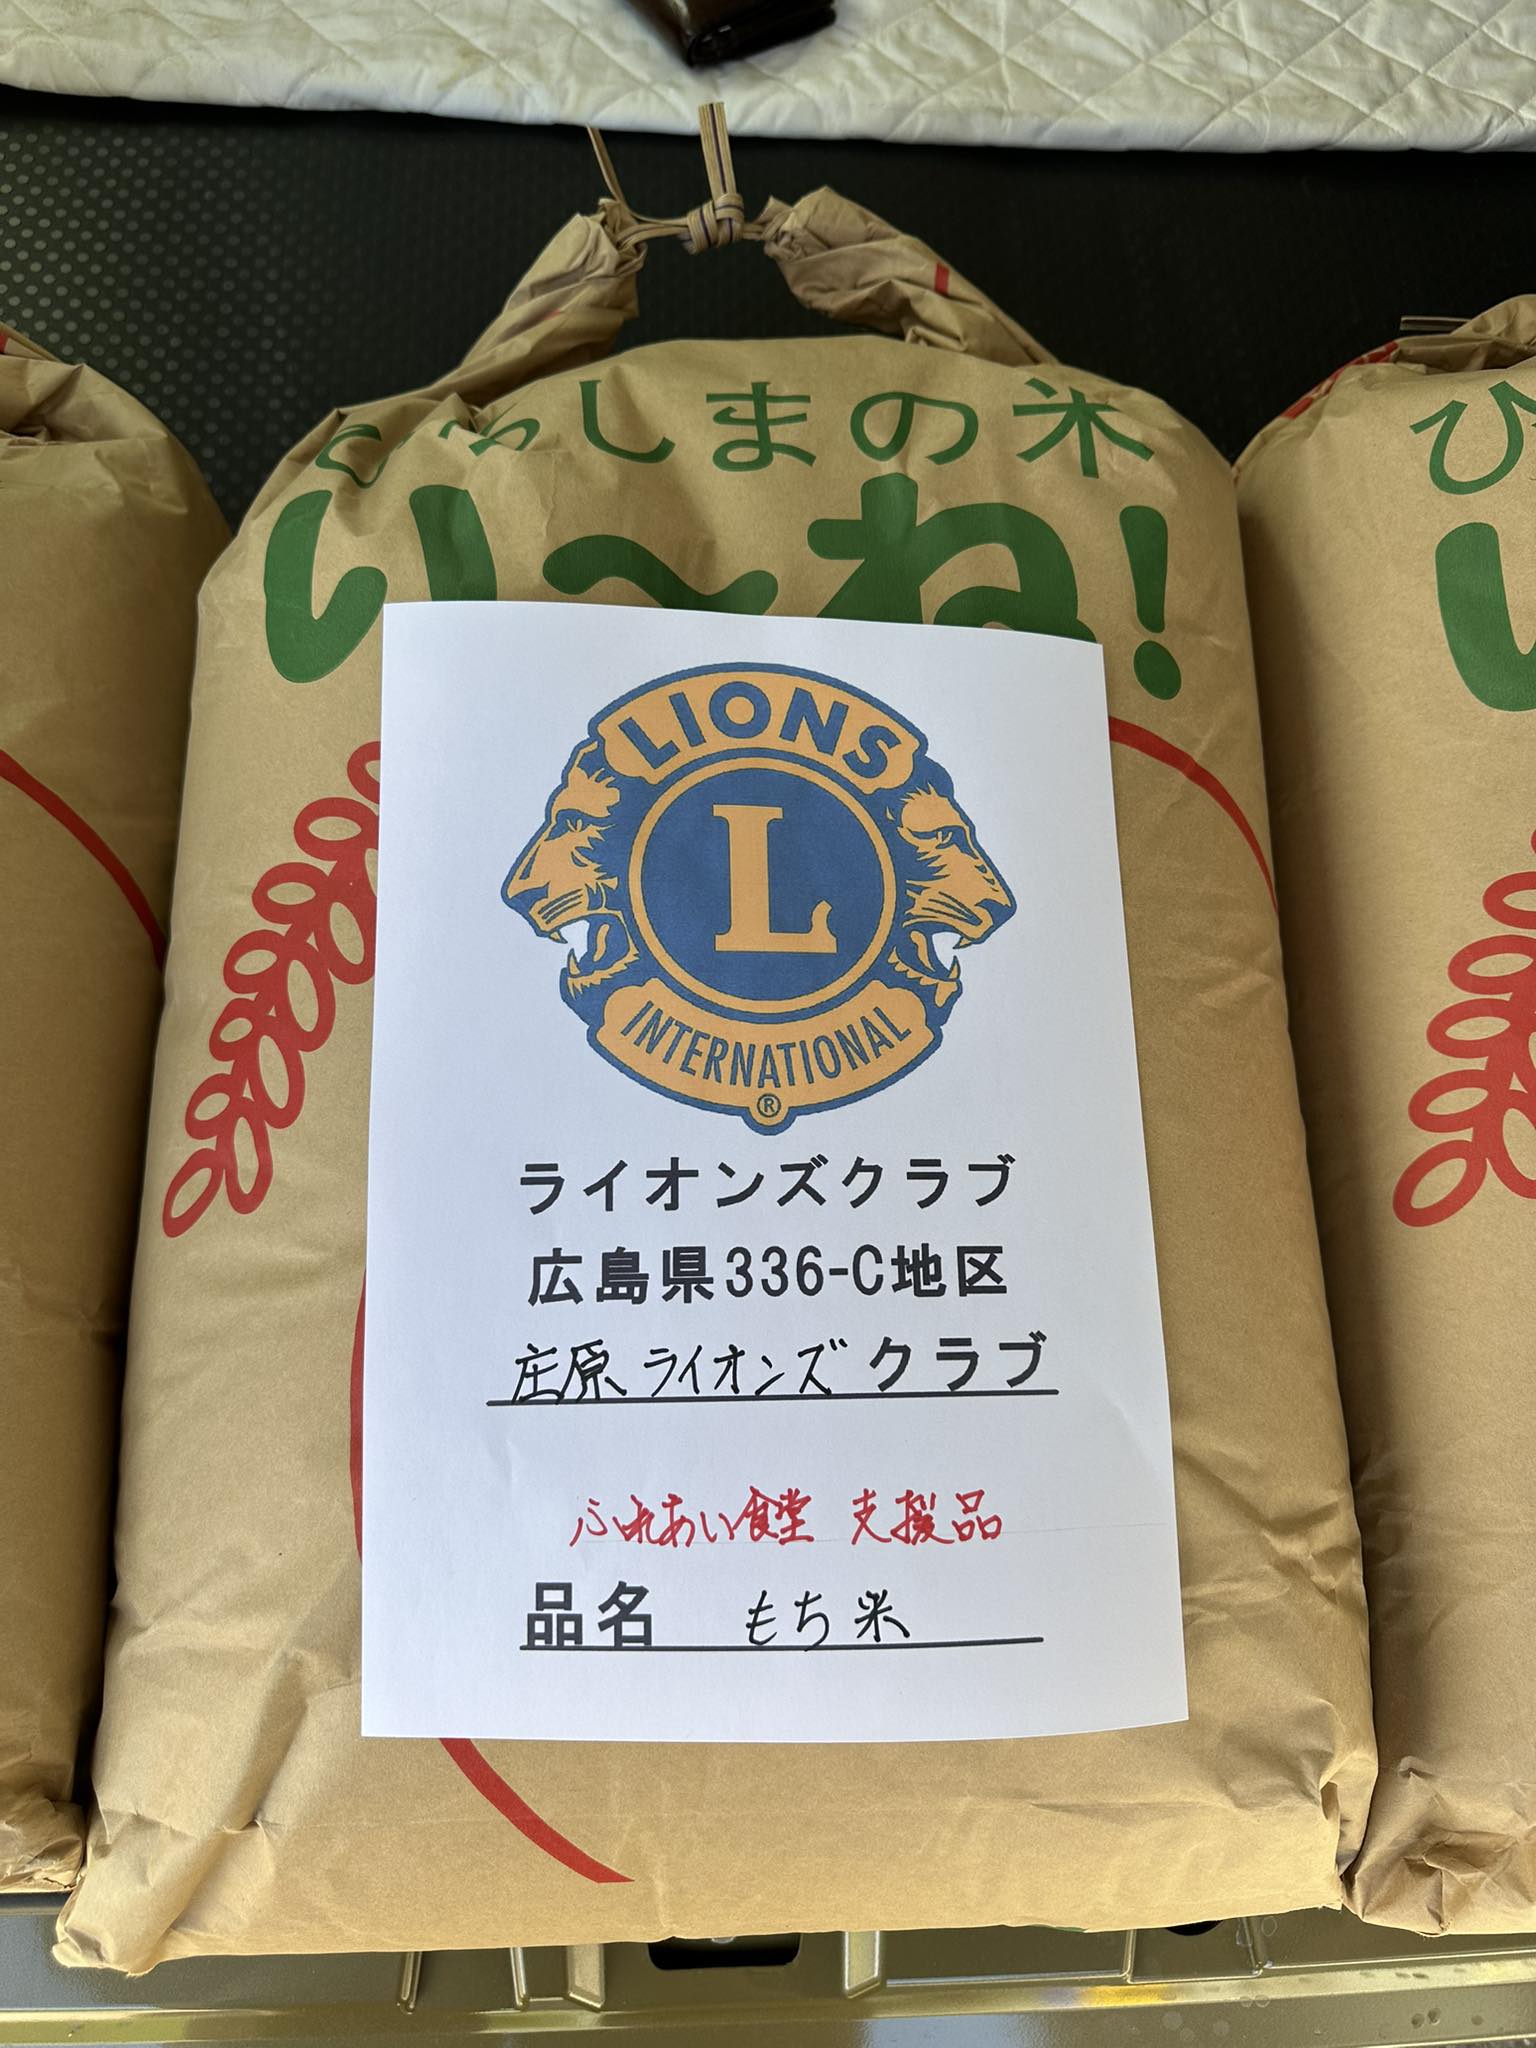 ひろしまの米
い～ね!
LIONS
L
INTERNATIONAL
®
ライオンズクラブ
広島県336-C地区
庄原ライオンズクラブ
ふれあい食堂 支援品
品名 もち米
ひ
い